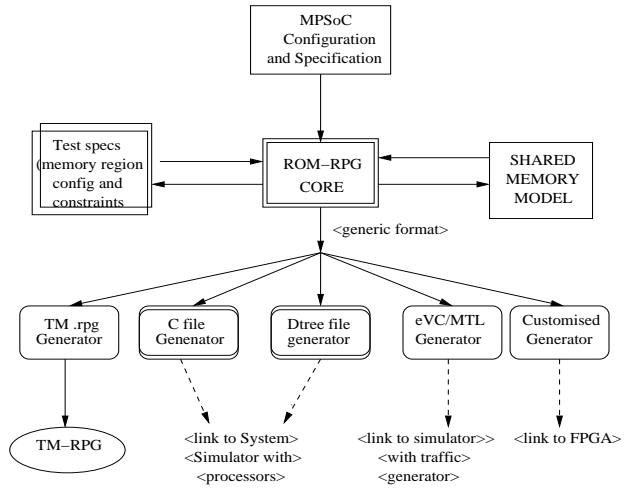 MPSoC
Configuration
and Specification
Test specs
(memory region
config and
constraints
ROM-RPG
CORE
SHARED
MEMORY
MODEL
<generic format>
TM .rpg
Generator
C file
Genenator
Dtree file
generator
eVC/MTL
Generator
Customised
Generator
TM-RPG
<link to System>
<Simulator with>
<processors>
<link to simulator>>
<with traffic>
<generator>
<link to FPGA>